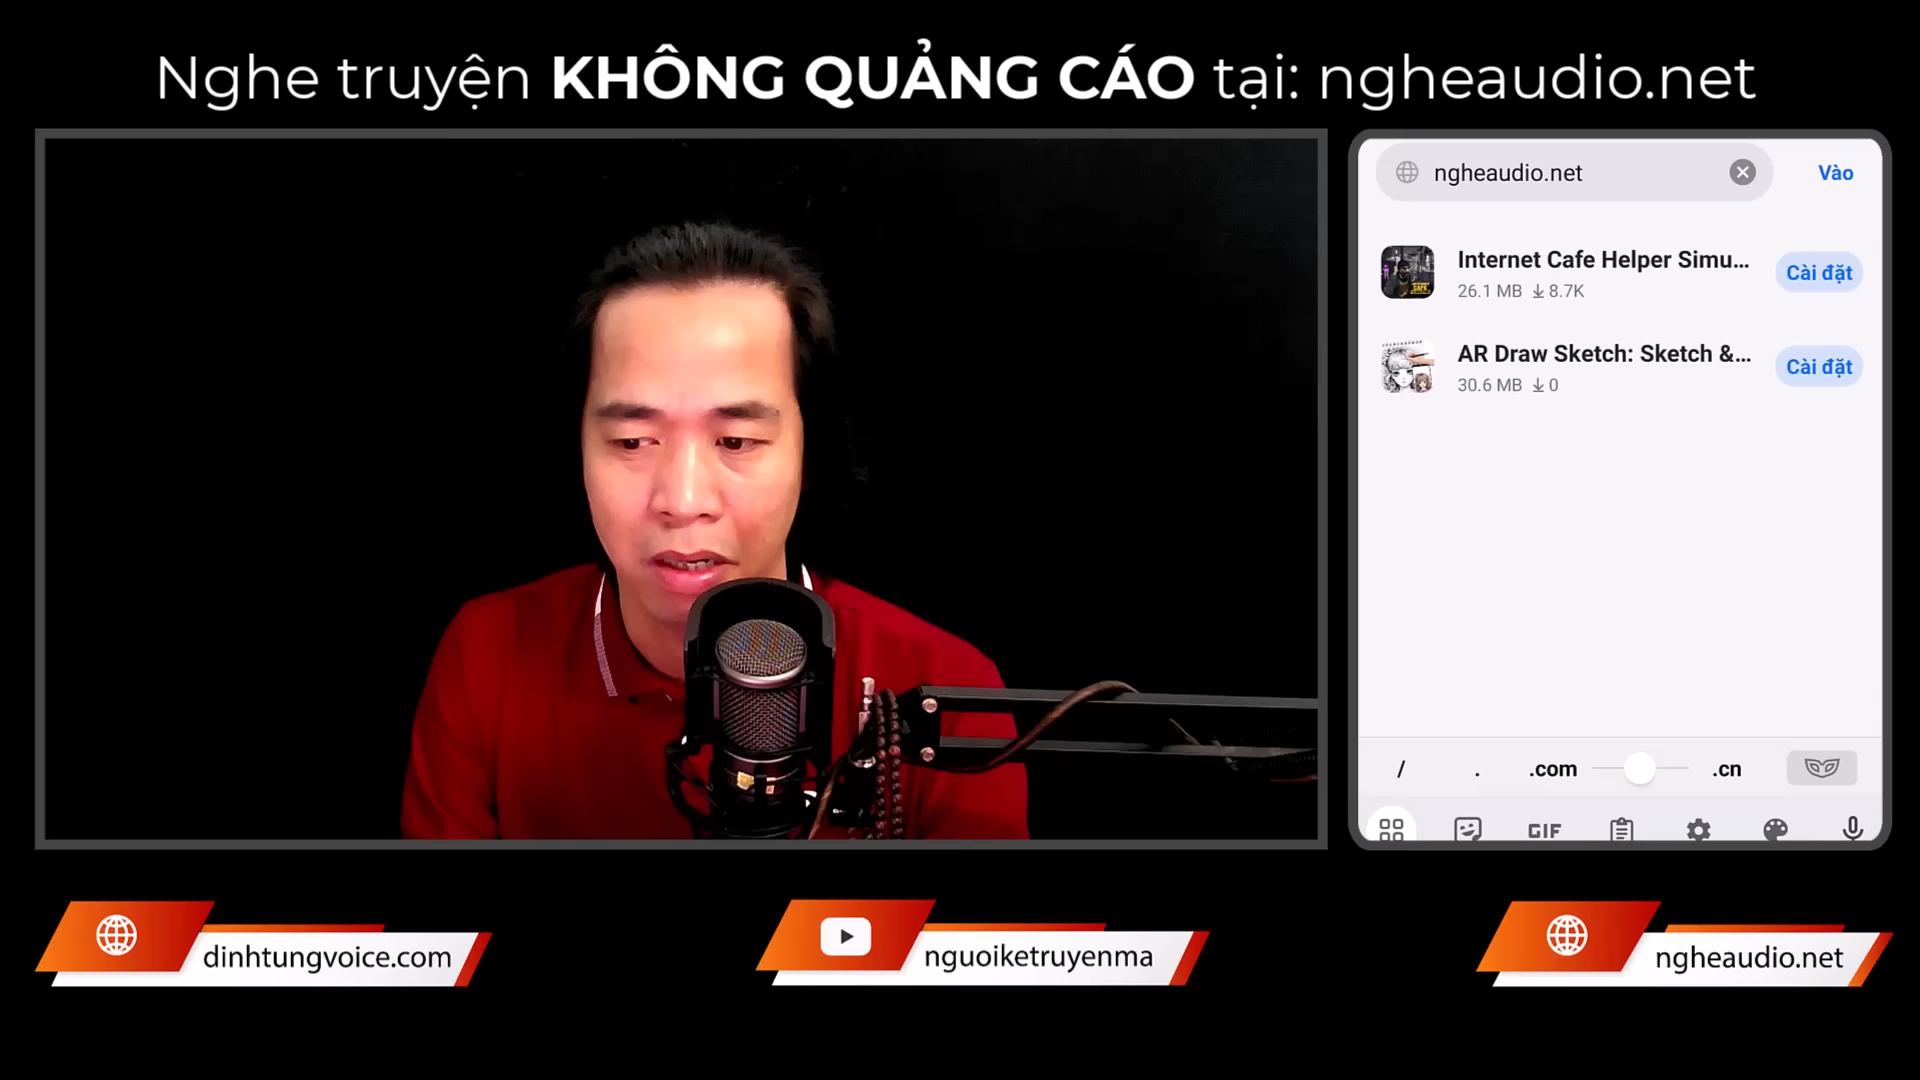 Nghe truyện KHÔNG QUẢNG CÁO tại: ngheaudio.net
ngheaudio.net
Vào
Internet Cafe Helper Simu...
Cài đặt
26.1 MB 8.7K
AR Draw Sketch: Sketch &...
Cài đặt
30.6 MB 0
/ . .com .cn
GIF
dinhtungvoice.com
nguoiketruyenma
ngheaudio.net